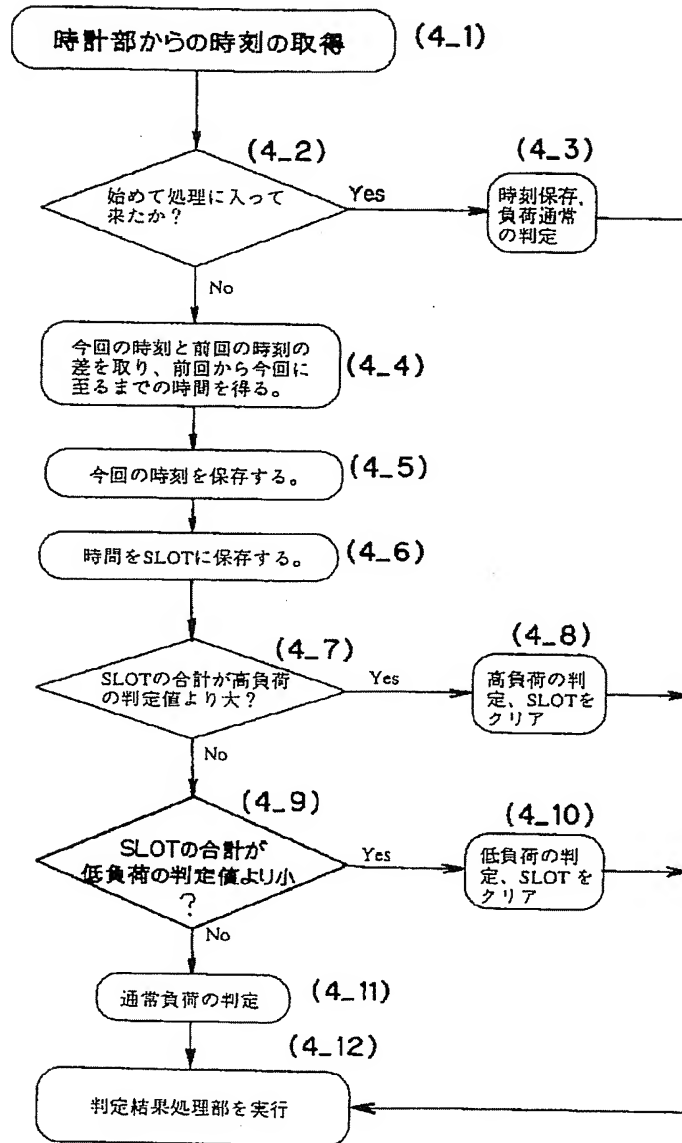 時計部からの時刻の取得
(4_1)
(4_2)
始めて処理に入って
来たか？
Yes
(4_3)
時刻保存、
負荷通常
の判定
No
今回の時刻と前回の時刻の
差を取り、前回から今回に
至るまでの時間を得る。
(4_4)
今回の時刻を保存する。
(4_5)
時間をSLOTに保存する。
(4_6)
(4_7)
SLOTの合計が高負荷
の判定値より大？
Yes
(4_8)
高負荷の判
定、SLOTを
クリア
No
(4_9)
SLOTの合計が
低負荷の判定値より小
？
Yes
(4_10)
低負荷の判
定、SLOT を
クリア
No
通常負荷の判定
(4_11)
(4_12)
判定結果処理部を実行